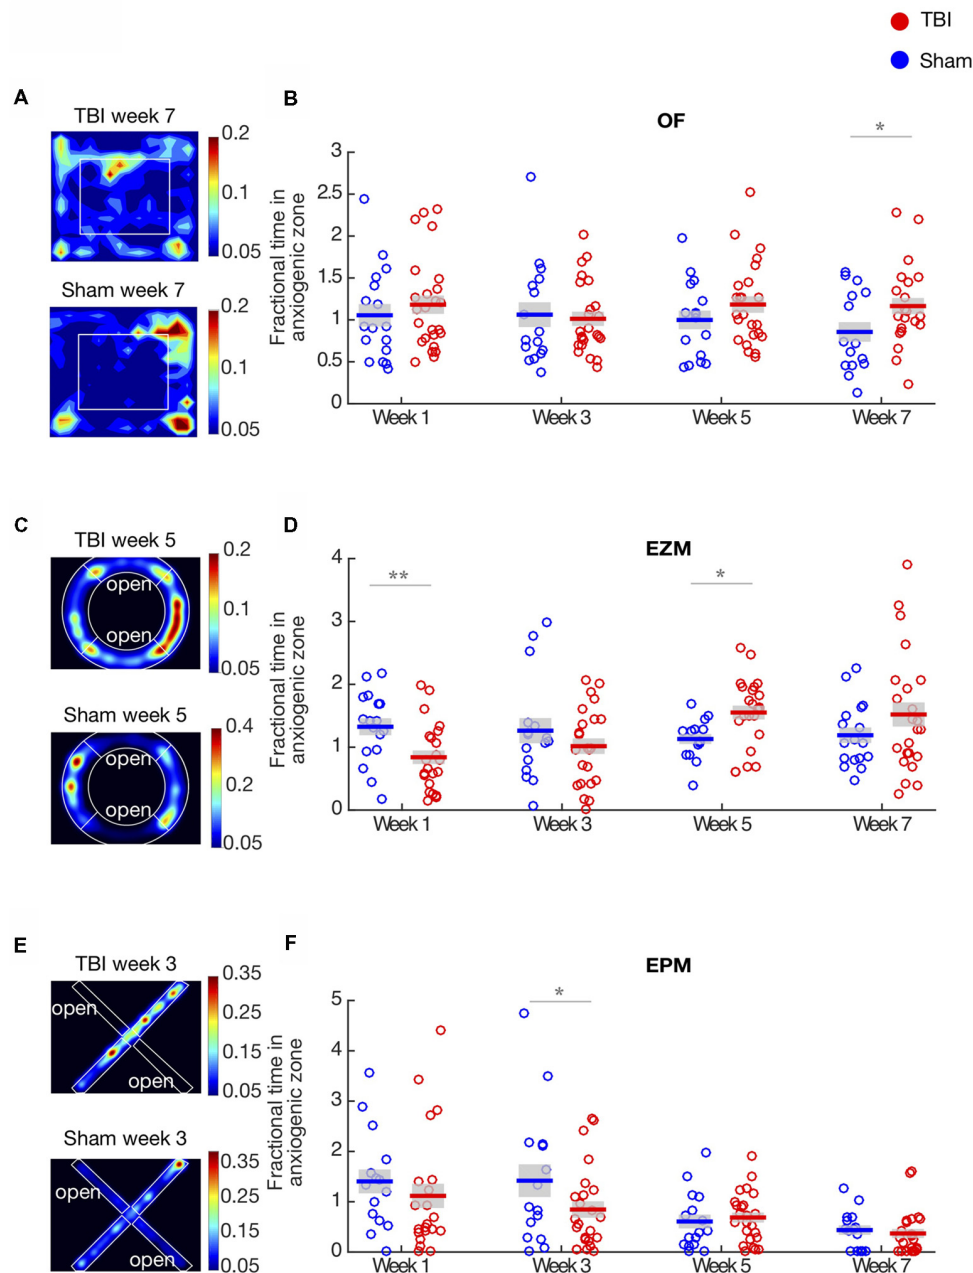 TBI
Sham
A
TBI week 7
0.2
0.1
0.05
Sham week 7
0.2
0.1
0.05
B
OF
*
Fractional time in
anxiogenic zone
3
2.5
2
1.5
1
0.5
0
Week 1 Week 3 Week 5 Week 7
C
TBI week 5
open
open
0.2
0.1
0.05
Sham week 5
open
open
0.4
0.2
0.05
D
EZM
** *
Fractional time in
anxiogenic zone
4
3
2
1
0
Week 1 Week 3 Week 5 Week 7
E
TBI week 3
open
open
0.35
0.25
0.15
0.05
Sham week 3
open
open
0.35
0.25
0.15
0.05
F
EPM
*
Fractional time in
anxiogenic zone
5
4
3
2
1
0
Week 1 Week 3 Week 5 Week 7